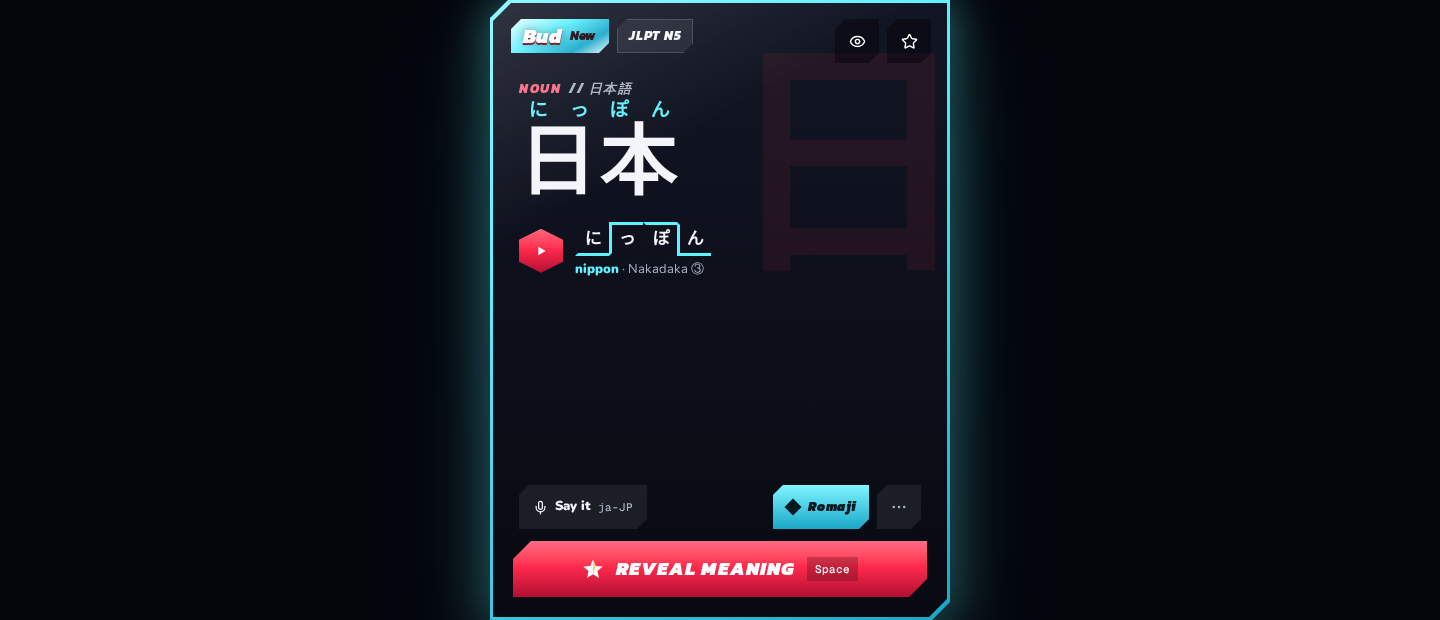 Bud New JLPT N5
NOUN // 日本語
にっぽん
日本
にっぽん
nippon · Nakadaka ③
日
Say it ja-JP
Romaji
REVEAL MEANING Space